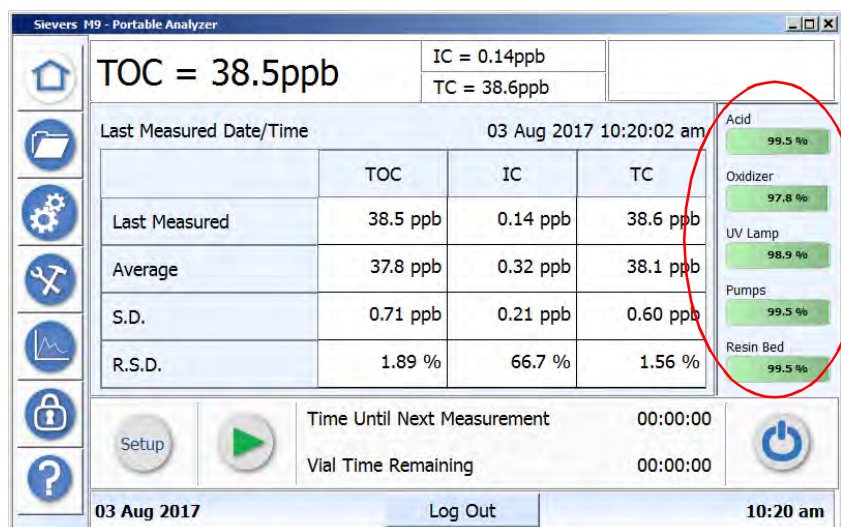 Sievers M9 - Portable Analyzer
TOC = 38.5ppb
IC = 0.14ppb
TC = 38.6ppb
Last Measured Date/Time 03 Aug 2017 10:20:02 am
TOC IC TC
Last Measured 38.5 ppb 0.14 ppb 38.6 ppb
Average 37.8 ppb 0.32 ppb 38.1 ppb
S.D. 0.71 ppb 0.21 ppb 0.60 ppb
R.S.D. 1.89 % 66.7 % 1.56 %
Acid
99.5 %
Oxidizer
97.8 %
UV Lamp
98.9 %
Pumps
99.5 %
Resin Bed
99.5 %
Setup
Time Until Next Measurement 00:00:00
Vial Time Remaining 00:00:00
03 Aug 2017 Log Out 10:20 am